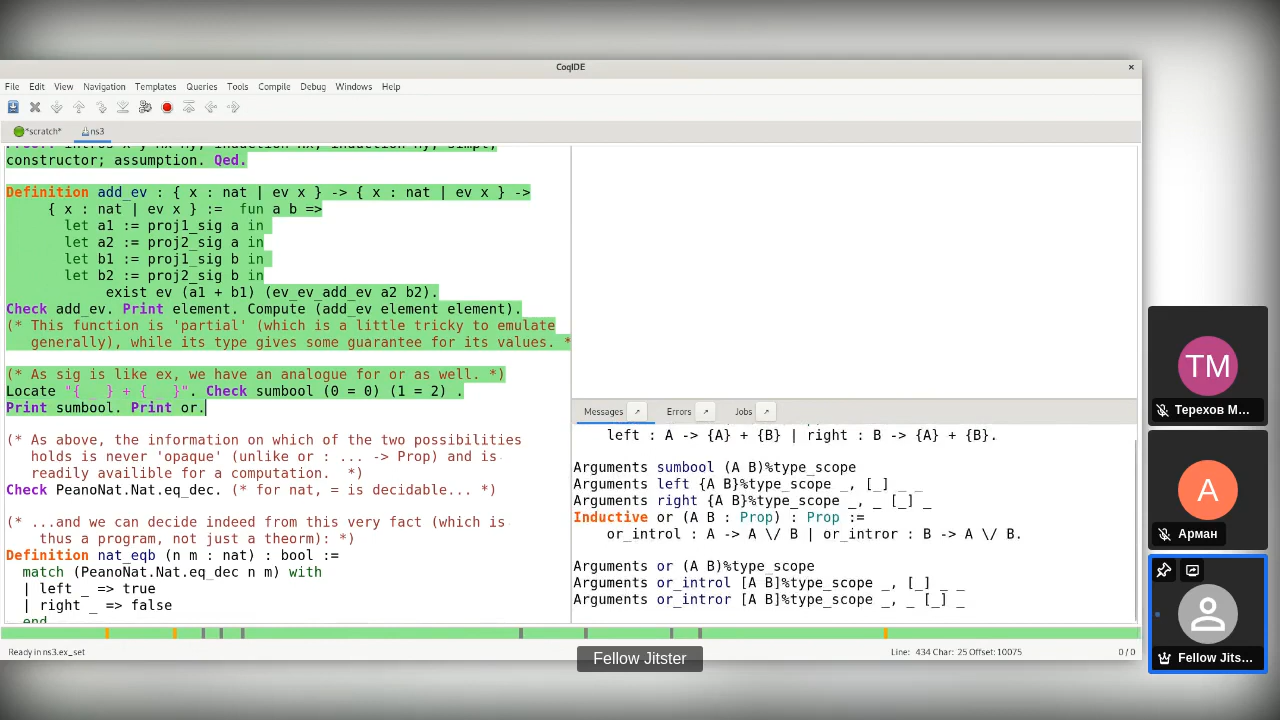 CoqIDE
File Edit View Navigation Templates Queries Tools Compile Debug Windows Help
*scratch* ns3
constructor; assumption. Qed.
Definition add_ev : { x : nat | ev x } -> { x : nat | ev x } ->
{ x : nat | ev x } := fun a b =>
let a1 := proj1_sig a in
let a2 := proj2_sig a in
let b1 := proj1_sig b in
let b2 := proj2_sig b in
exist ev (a1 + b1) (ev_ev_add_ev a2 b2).
Check add_ev. Print element. Compute (add_ev element element).
(* This function is 'partial' (which is a little tricky to emulate
generally), while its type gives some guarantee for its values. *
(* As sig is like ex, we have an analogue for or as well. *)
Locate "{ _ } + { _ }". Check sumbool (0 = 0) (1 = 2) .
Print sumbool. Print or.
(* As above, the information on which of the two possibilities
holds is never 'opaque' (unlike or : ... -> Prop) and is
readily availible for a computation. *)
Check PeanoNat.Nat.eq_dec. (* for nat, = is decidable... *)
(* ...and we can decide indeed from this very fact (which is
thus a program, not just a theorm): *)
Definition nat_eqb (n m : nat) : bool :=
match (PeanoNat.Nat.eq_dec n m) with
| left _ => true
| right _ => false
end
Messages Errors Jobs
left : A -> {A} + {B} | right : B -> {A} + {B}.
Arguments sumbool (A B)%type_scope
Arguments left {A B}%type_scope _, [_] _ _
Arguments right {A B}%type_scope _, _ [_] _
Inductive or (A B : Prop) : Prop :=
or_introl : A -> A \/ B | or_intror : B -> A \/ B.
Arguments or (A B)%type_scope
Arguments or_introl [A B]%type_scope _, [_] _ _
Arguments or_intror [A B]%type_scope _, _ [_] _
Ready in ns3.ex_set
Line: 434 Char: 25 Offset: 10075
0 / 0
Fellow Jitster
TM
Терехов М...
A
Арман
Fellow Jits...